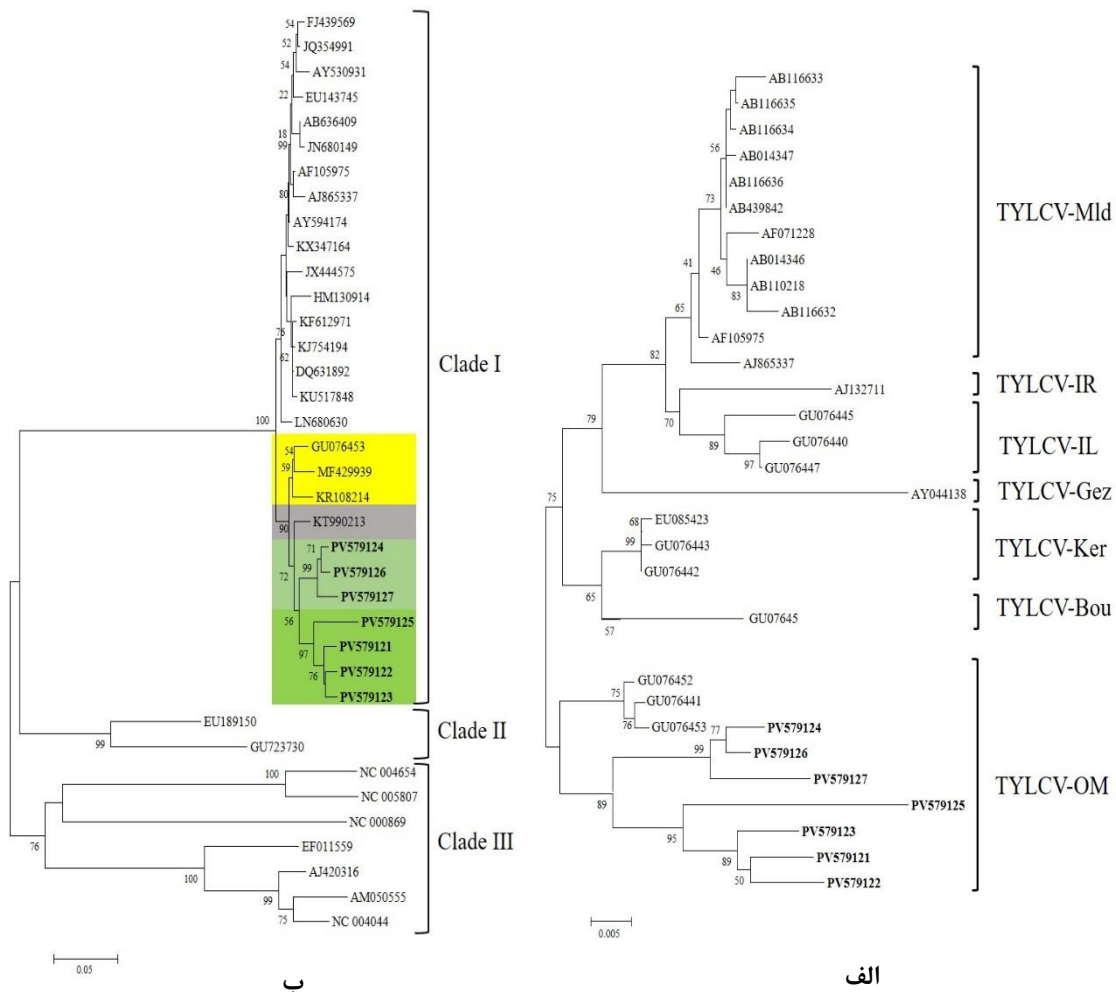 54
FJ439569
52
JQ354991
54
AY530931
22
EU143745
18
AB636409
99
JN680149
AF105975
80
AJ865337
AY594174
KX347164
JX444575
HM130914
KF612971
76
KJ754194
62
DQ631892
KU517848
LN680630
100
GU076453
54
59
MF429939
KR108214
90
KT990213
71
PV579124
72
99
PV579126
PV579127
56
PV579125
97
PV579121
76
PV579122
PV579123
Clade I
EU189150
99
GU723730
Clade II
100
NC 004654
NC 005807
NC 000869
76
EF011559
100
AJ420316
99
AM050555
75
NC 004044
Clade III
0.05
ب
AB116633
AB116635
AB116634
56
AB014347
AB116636
73
AB439842
AF071228
41
46
AB014346
AB110218
83
AB116632
65
AF105975
82
AJ865337
TYLCV-Mld
AJ132711
TYLCV-IR
70
GU076445
79
89
GU076440
97
GU076447
TYLCV-IL
AY044138
TYLCV-Gez
75
68
EU085423
99
GU076443
GU076442
TYLCV-Ker
65
GU07645
57
TYLCV-Bou
GU076452
75
GU076441
76
GU076453
77
PV579124
99
PV579126
PV579127
89
PV579125
95
PV579123
89
PV579121
50
PV579122
TYLCV-OM
0.005
الف